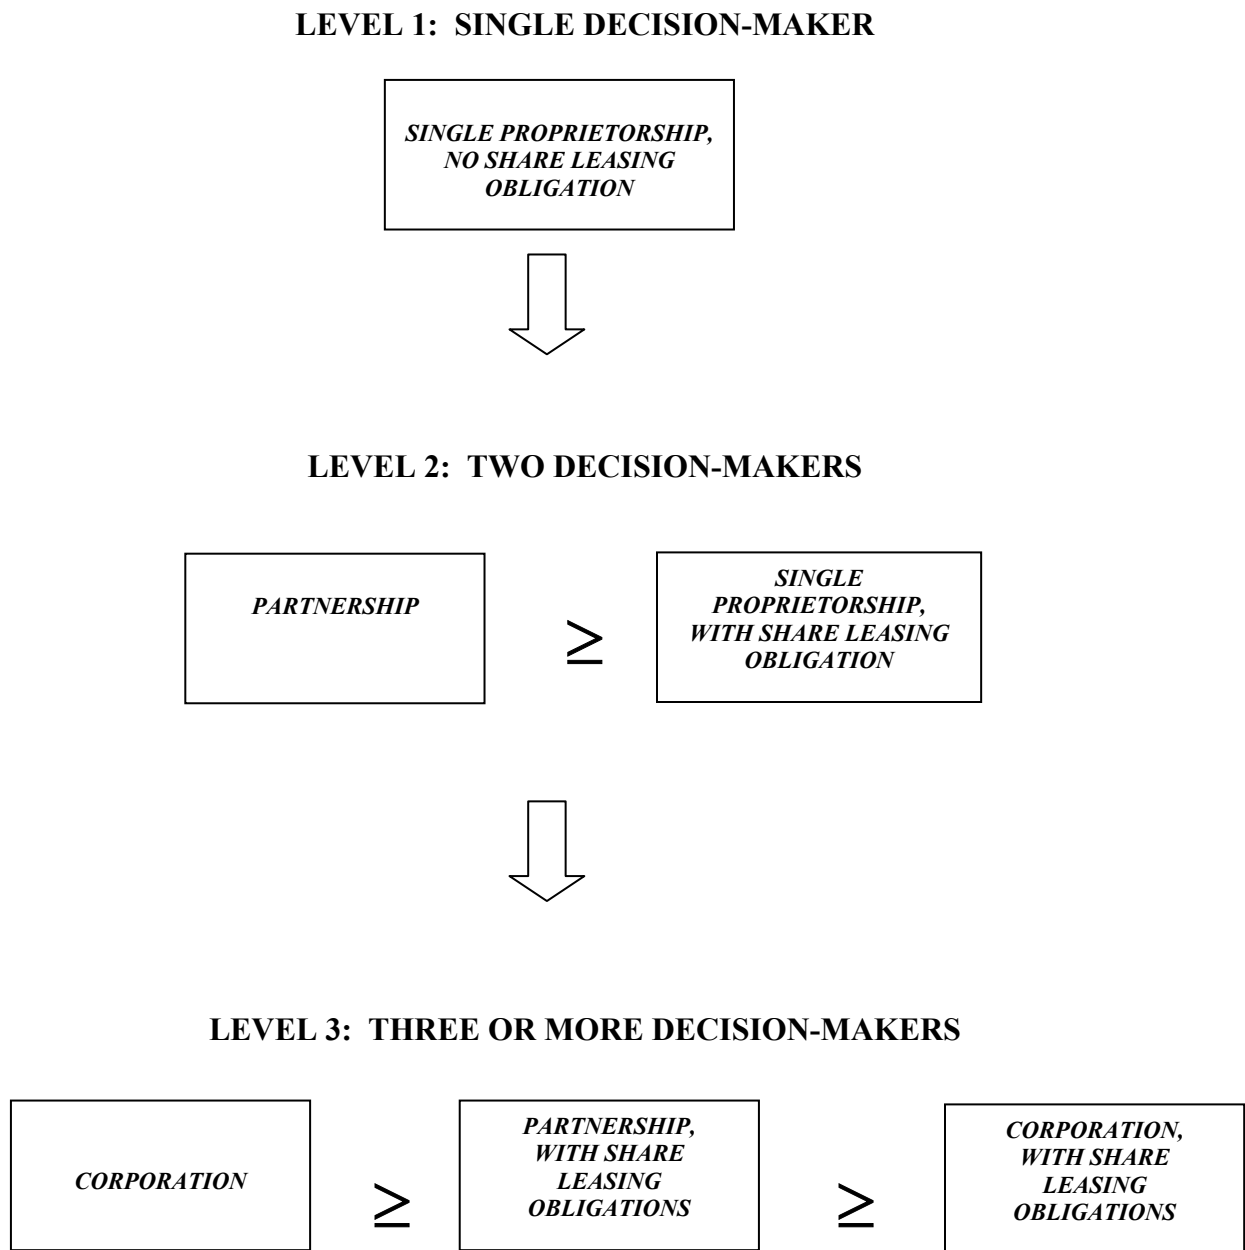 LEVEL 1: SINGLE DECISION-MAKER
SINGLE PROPRIETORSHIP,
NO SHARE LEASING
OBLIGATION
LEVEL 2: TWO DECISION-MAKERS
PARTNERSHIP
≥
SINGLE
PROPRIETORSHIP,
WITH SHARE LEASING
OBLIGATION
LEVEL 3: THREE OR MORE DECISION-MAKERS
CORPORATION
≥
PARTNERSHIP,
WITH SHARE
LEASING
OBLIGATIONS
≥
CORPORATION,
WITH SHARE
LEASING
OBLIGATIONS